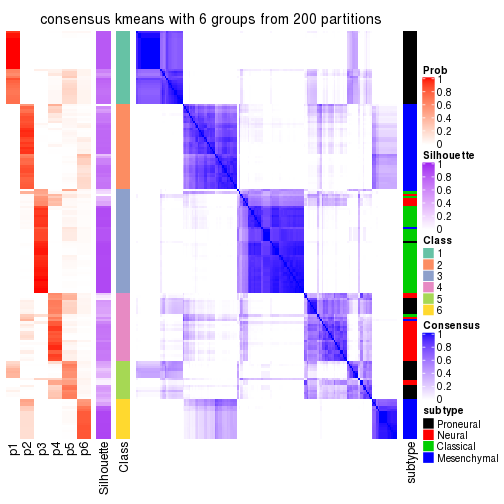 consensus kmeans with 6 groups from 200 partitions
Prob
1
0.8
0.6
0.4
0.2
0
Silhouette
1
0.8
0.6
0.4
0.2
0
Class
1
2
3
4
5
6
Consensus
1
0.8
0.6
0.4
0.2
0
subtype
Proneural
Neural
Classical
Mesenchymal
p1
p2
p3
p4
p5
p6
Silhouette
Class
subtype